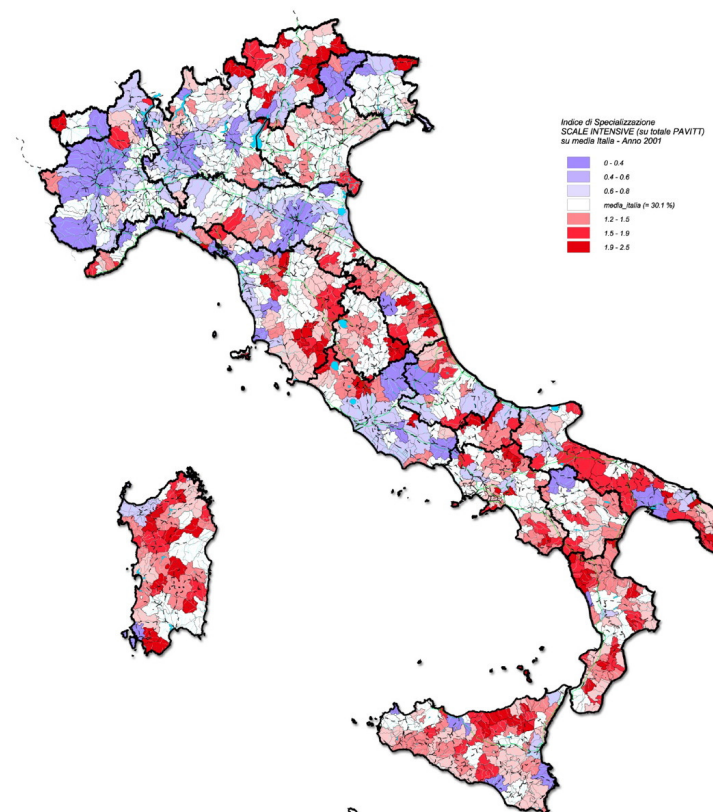 Indice di Specializzazione
SCALE INTENSIVE (su totale PAVITT)
su media Italia - Anno 2001
0 - 0.4
0.4 - 0.6
0.6 - 0.8
media_italia (= 30.1 %)
1.2 - 1.5
1.5 - 1.9
1.9 - 2.5